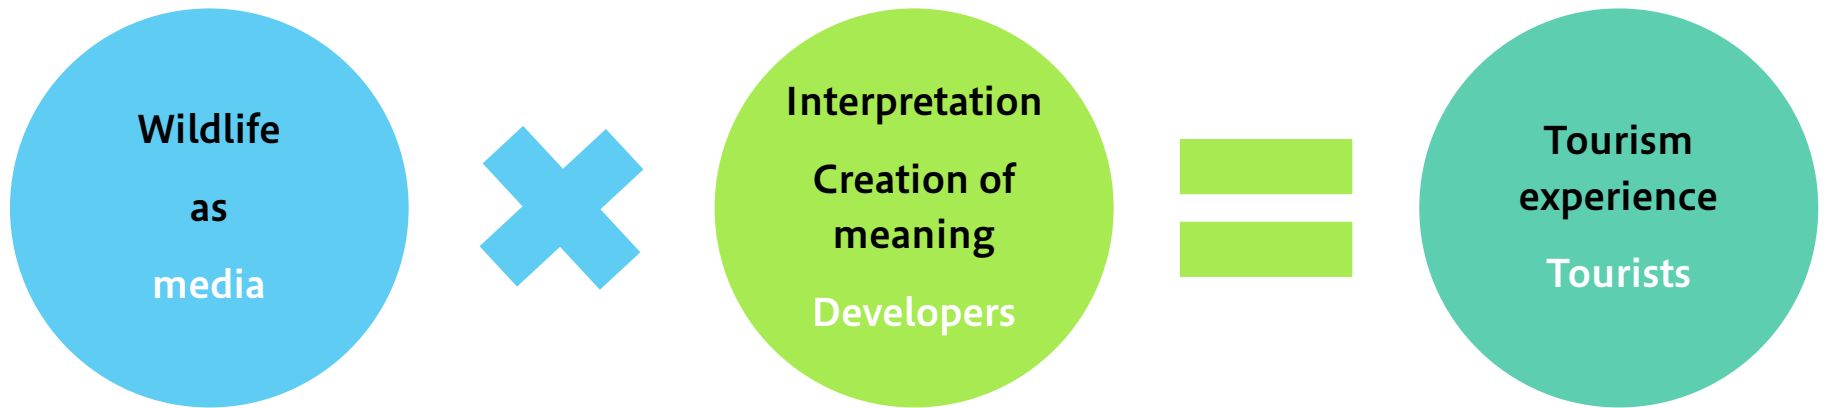 Wildlife
as
media
Interpretation
Creation of
meaning
Developers
Tourism
experience
Tourists